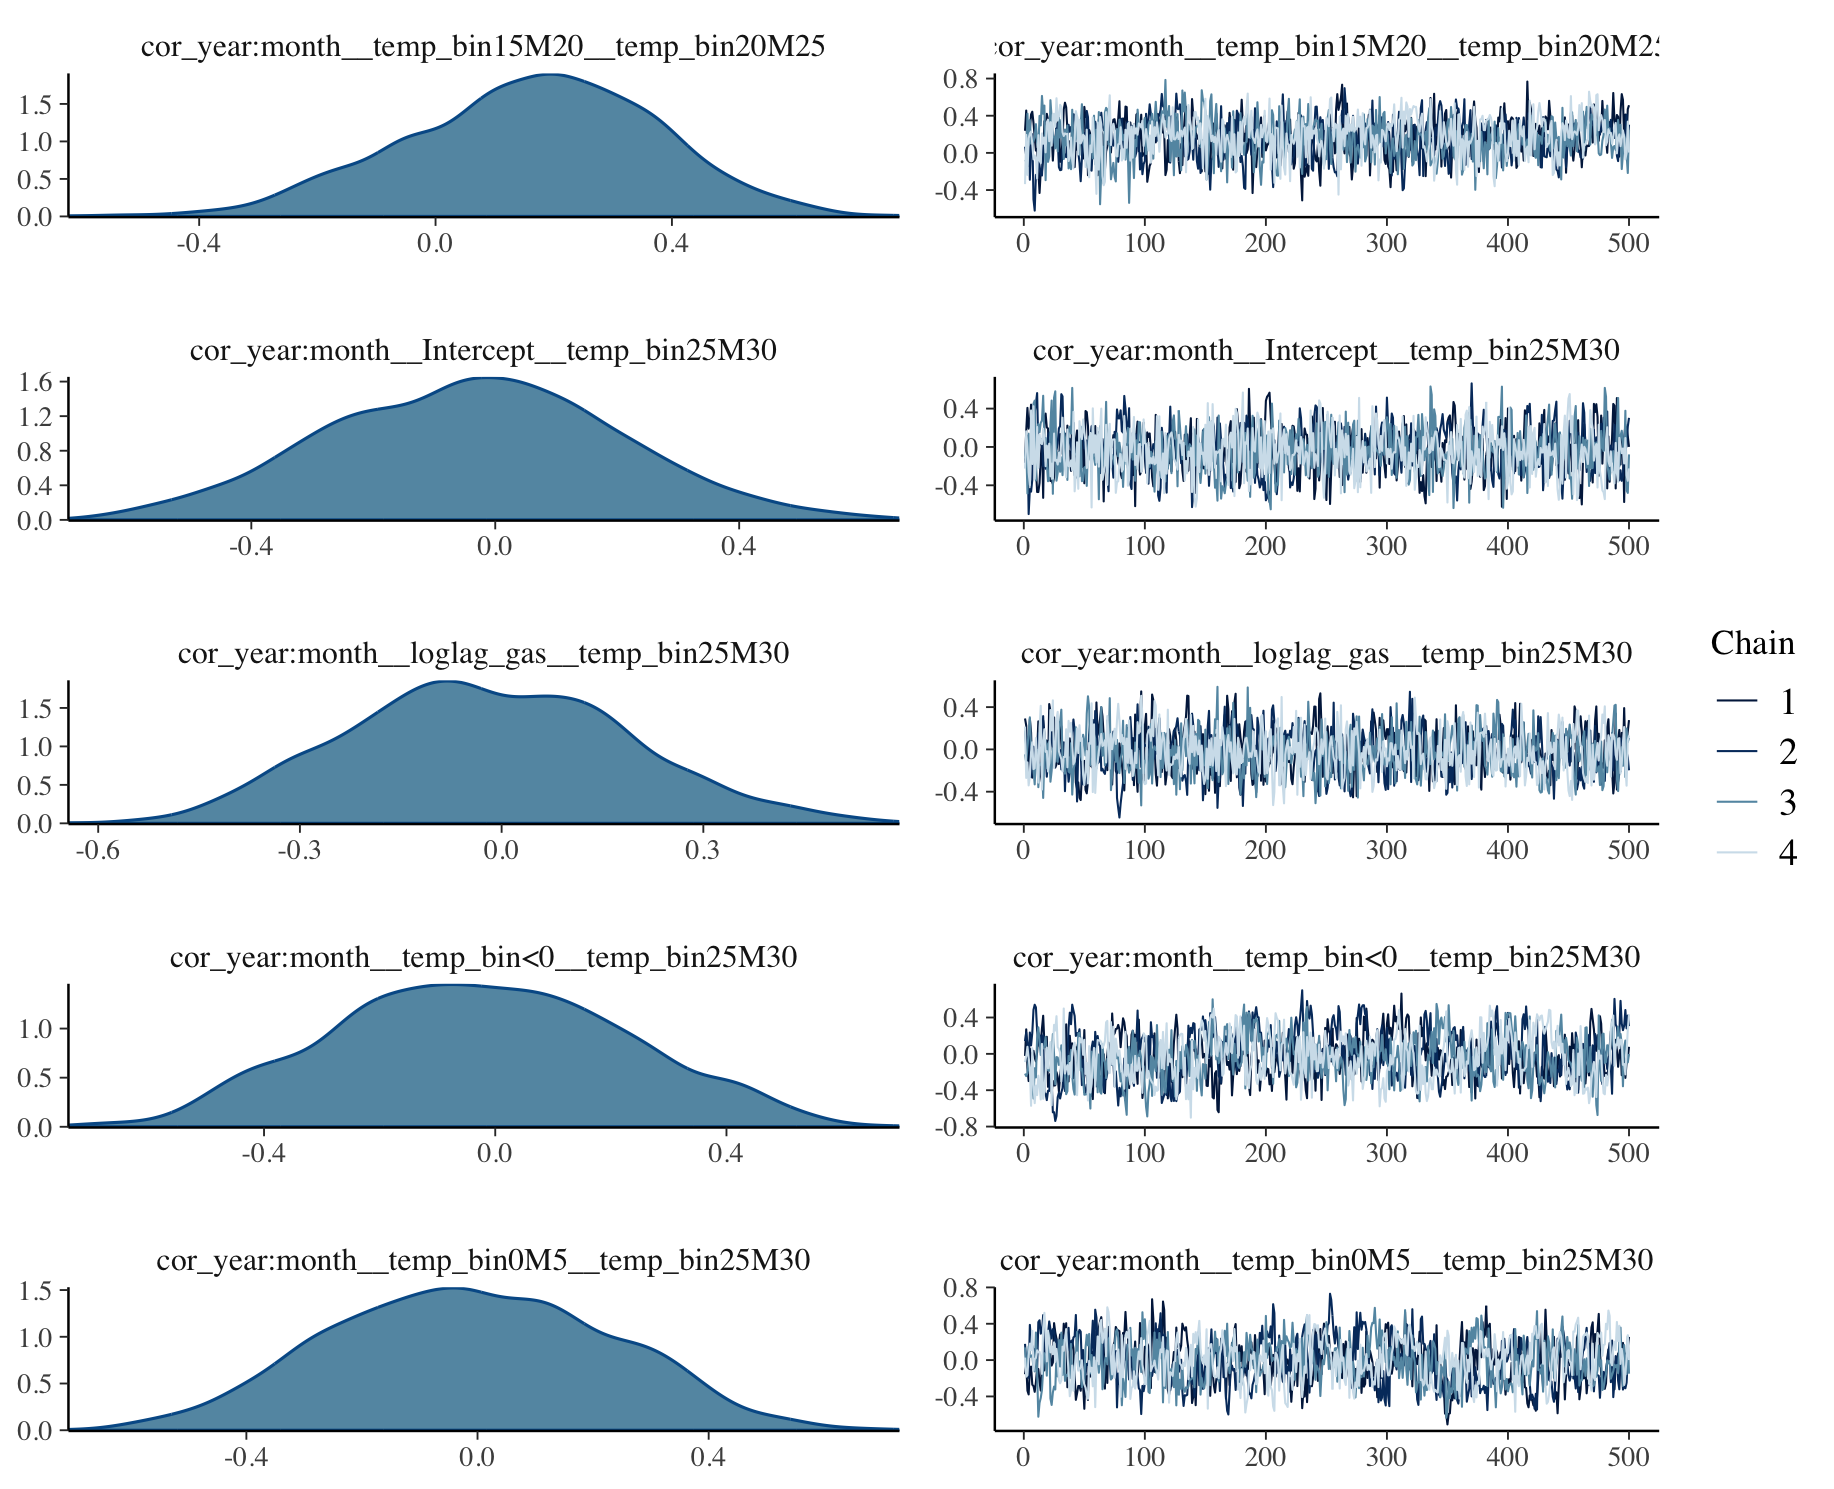 cor_year:month__temp_bin15M20__temp_bin20M25
cor_year:month__temp_bin15M20__temp_bin20M25
1.5
1.0
0.5
0.0
-0.4 0.0 0.4
0.8
0.4
0.0
-0.4
0 100 200 300 400 500
cor_year:month__Intercept__temp_bin25M30
cor_year:month__Intercept__temp_bin25M30
1.6
1.2
0.8
0.4
0.0
-0.4 0.0 0.4
0.4
0.0
-0.4
0 100 200 300 400 500
cor_year:month__loglag_gas__temp_bin25M30
cor_year:month__loglag_gas__temp_bin25M30
1.5
1.0
0.5
0.0
-0.6 -0.3 0.0 0.3
0.4
0.0
-0.4
0 100 200 300 400 500
Chain
1
2
3
4
cor_year:month__temp_bin<0__temp_bin25M30
cor_year:month__temp_bin<0__temp_bin25M30
1.0
0.5
0.0
-0.4 0.0 0.4
0.4
0.0
-0.4
-0.8
0 100 200 300 400 500
cor_year:month__temp_bin0M5__temp_bin25M30
cor_year:month__temp_bin0M5__temp_bin25M30
1.5
1.0
0.5
0.0
-0.4 0.0 0.4
0.8
0.4
0.0
-0.4
0 100 200 300 400 500